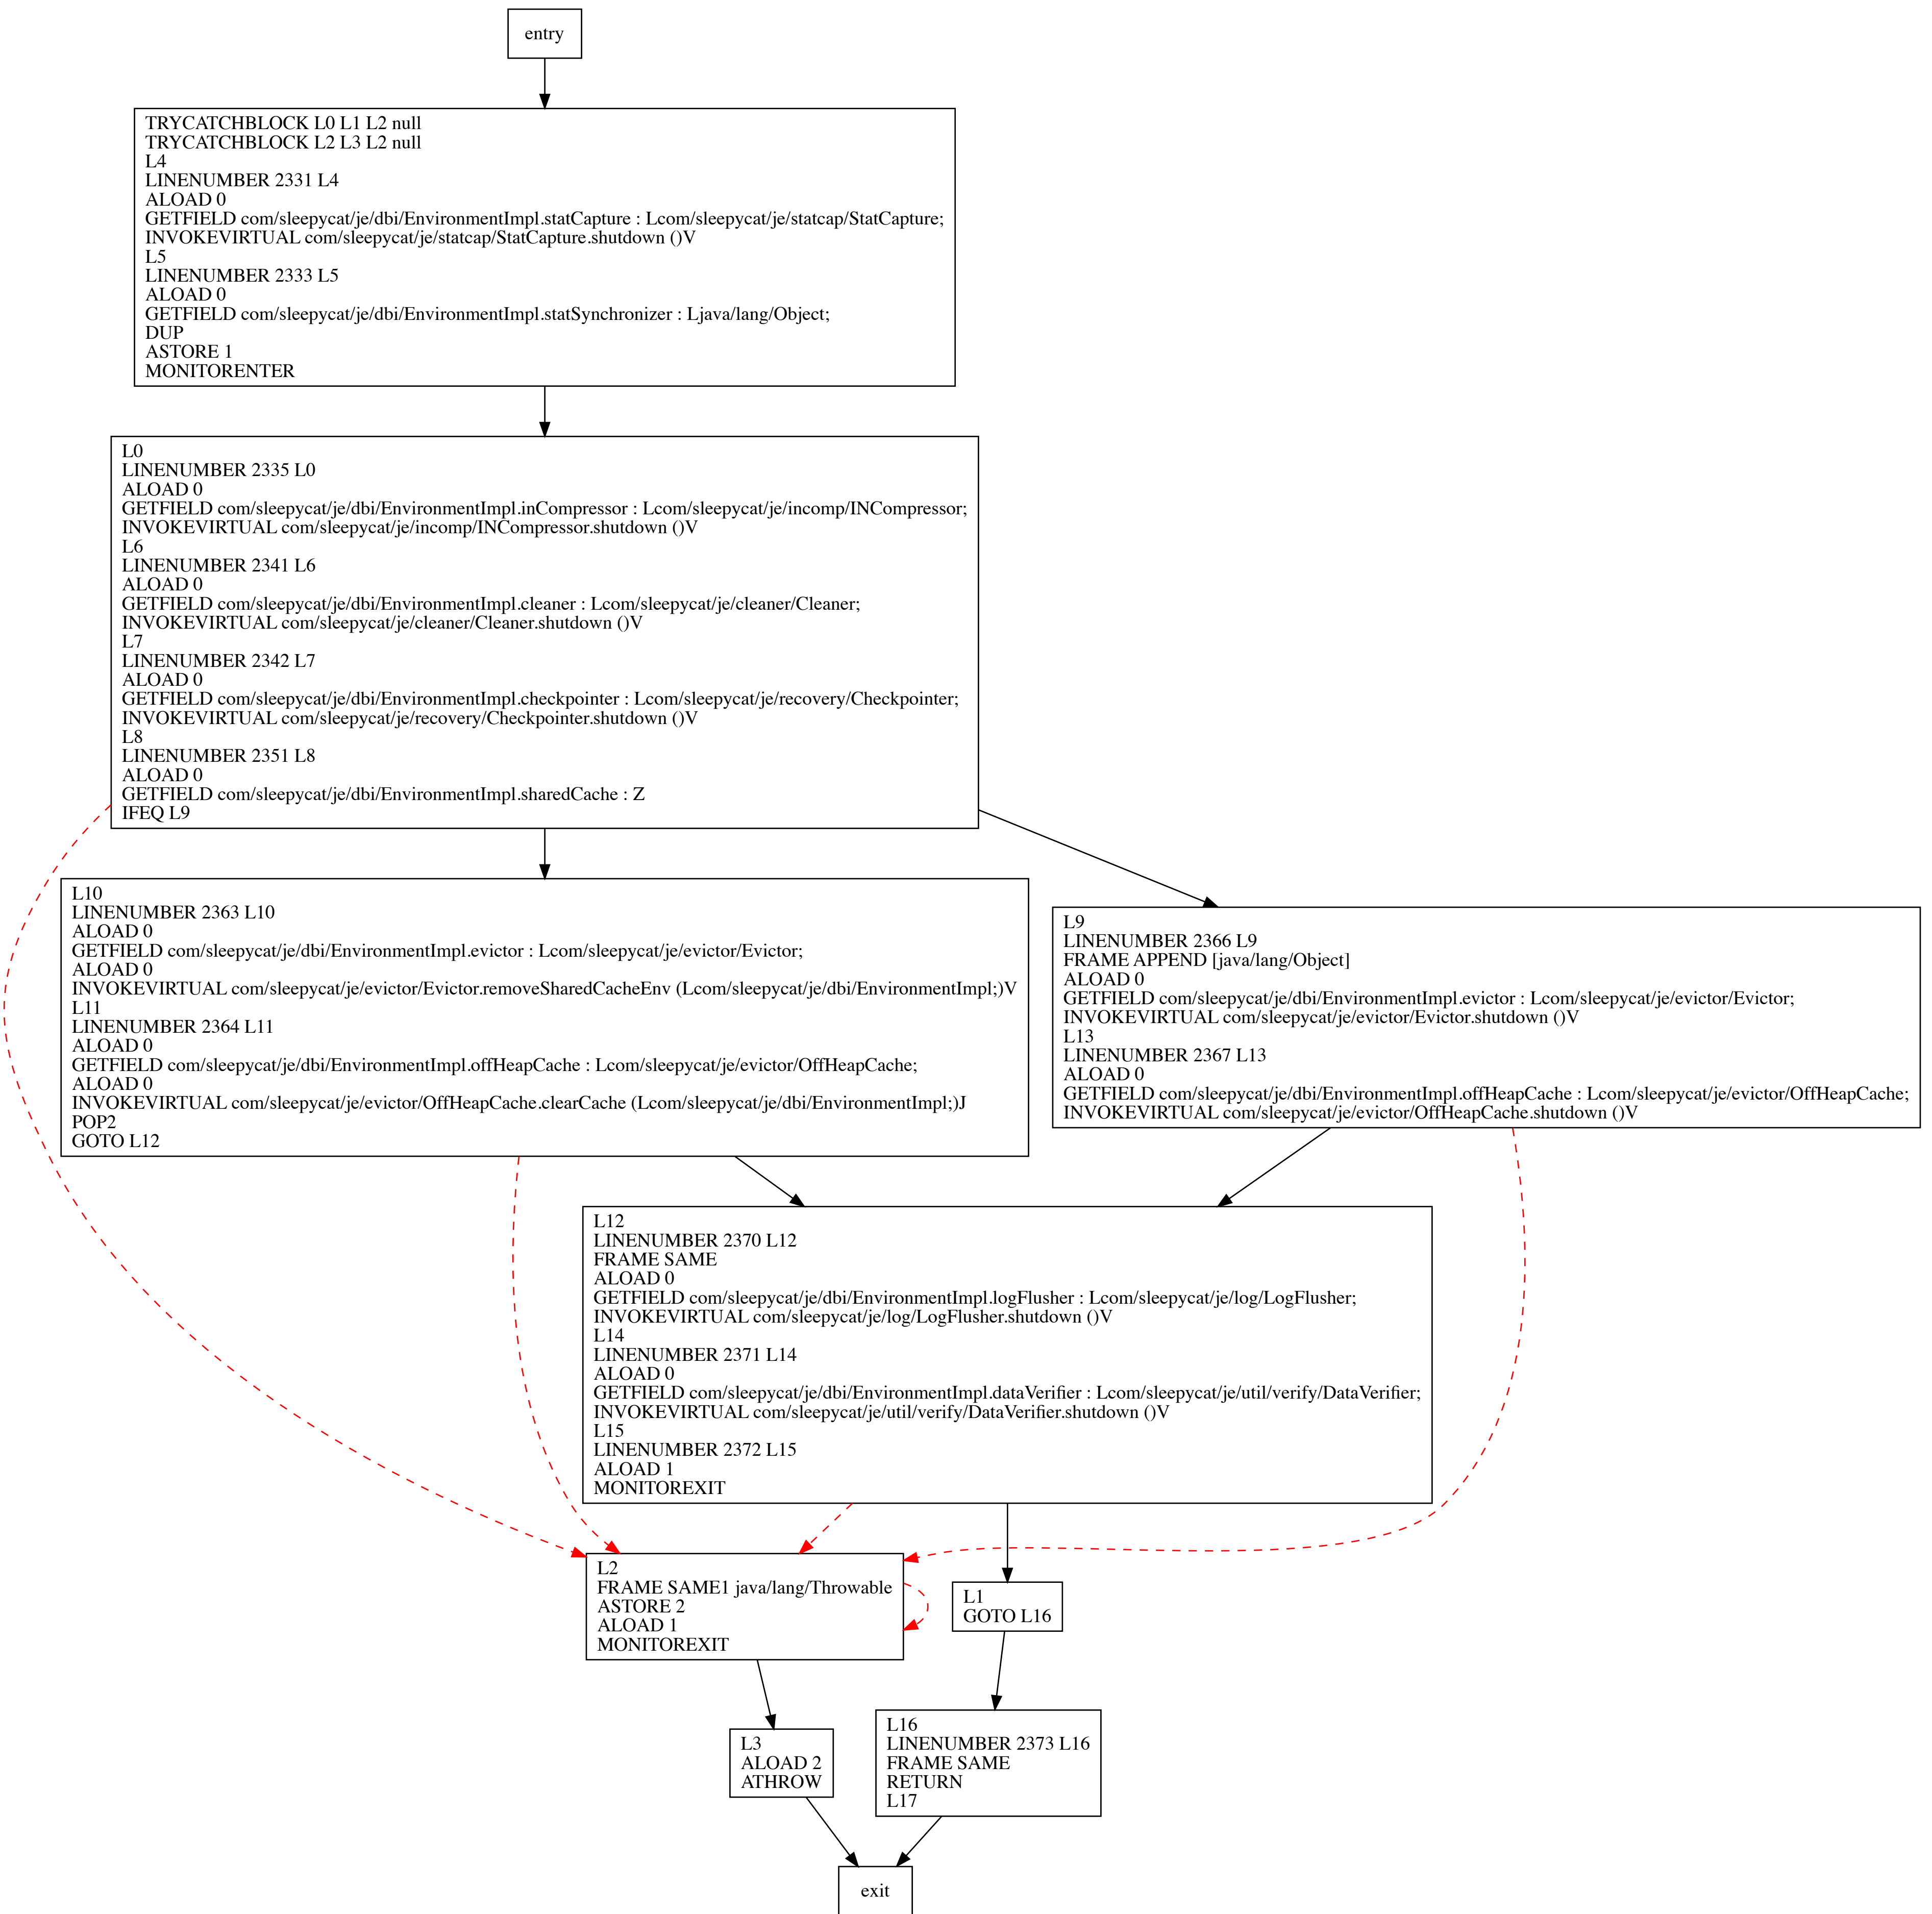 entry
TRYCATCHBLOCK L0 L1 L2 null
TRYCATCHBLOCK L2 L3 L2 null
L4
LINENUMBER 2331 L4
ALOAD 0
GETFIELD com/sleepycat/je/dbi/EnvironmentImpl.statCapture : Lcom/sleepycat/je/statcap/StatCapture;
INVOKEVIRTUAL com/sleepycat/je/statcap/StatCapture.shutdown ()V
L5
LINENUMBER 2333 L5
ALOAD 0
GETFIELD com/sleepycat/je/dbi/EnvironmentImpl.statSynchronizer : Ljava/lang/Object;
DUP
ASTORE 1
MONITORENTER
L0
LINENUMBER 2335 L0
ALOAD 0
GETFIELD com/sleepycat/je/dbi/EnvironmentImpl.inCompressor : Lcom/sleepycat/je/incomp/INCompressor;
INVOKEVIRTUAL com/sleepycat/je/incomp/INCompressor.shutdown ()V
L6
LINENUMBER 2341 L6
ALOAD 0
GETFIELD com/sleepycat/je/dbi/EnvironmentImpl.cleaner : Lcom/sleepycat/je/cleaner/Cleaner;
INVOKEVIRTUAL com/sleepycat/je/cleaner/Cleaner.shutdown ()V
L7
LINENUMBER 2342 L7
ALOAD 0
GETFIELD com/sleepycat/je/dbi/EnvironmentImpl.checkpointer : Lcom/sleepycat/je/recovery/Checkpointer;
INVOKEVIRTUAL com/sleepycat/je/recovery/Checkpointer.shutdown ()V
L8
LINENUMBER 2351 L8
ALOAD 0
GETFIELD com/sleepycat/je/dbi/EnvironmentImpl.sharedCache : Z
IFEQ L9
L10
LINENUMBER 2363 L10
ALOAD 0
GETFIELD com/sleepycat/je/dbi/EnvironmentImpl.evictor : Lcom/sleepycat/je/evictor/Evictor;
ALOAD 0
INVOKEVIRTUAL com/sleepycat/je/evictor/Evictor.removeSharedCacheEnv (Lcom/sleepycat/je/dbi/EnvironmentImpl;)V
L11
LINENUMBER 2364 L11
ALOAD 0
GETFIELD com/sleepycat/je/dbi/EnvironmentImpl.offHeapCache : Lcom/sleepycat/je/evictor/OffHeapCache;
ALOAD 0
INVOKEVIRTUAL com/sleepycat/je/evictor/OffHeapCache.clearCache (Lcom/sleepycat/je/dbi/EnvironmentImpl;)J
POP2
GOTO L12
L9
LINENUMBER 2366 L9
FRAME APPEND [java/lang/Object]
ALOAD 0
GETFIELD com/sleepycat/je/dbi/EnvironmentImpl.evictor : Lcom/sleepycat/je/evictor/Evictor;
INVOKEVIRTUAL com/sleepycat/je/evictor/Evictor.shutdown ()V
L13
LINENUMBER 2367 L13
ALOAD 0
GETFIELD com/sleepycat/je/dbi/EnvironmentImpl.offHeapCache : Lcom/sleepycat/je/evictor/OffHeapCache;
INVOKEVIRTUAL com/sleepycat/je/evictor/OffHeapCache.shutdown ()V
L12
LINENUMBER 2370 L12
FRAME SAME
ALOAD 0
GETFIELD com/sleepycat/je/dbi/EnvironmentImpl.logFlusher : Lcom/sleepycat/je/log/LogFlusher;
INVOKEVIRTUAL com/sleepycat/je/log/LogFlusher.shutdown ()V
L14
LINENUMBER 2371 L14
ALOAD 0
GETFIELD com/sleepycat/je/dbi/EnvironmentImpl.dataVerifier : Lcom/sleepycat/je/util/verify/DataVerifier;
INVOKEVIRTUAL com/sleepycat/je/util/verify/DataVerifier.shutdown ()V
L15
LINENUMBER 2372 L15
ALOAD 1
MONITOREXIT
L2
FRAME SAME1 java/lang/Throwable
ASTORE 2
ALOAD 1
MONITOREXIT
L1
GOTO L16
L3
ALOAD 2
ATHROW
L16
LINENUMBER 2373 L16
FRAME SAME
RETURN
L17
exit